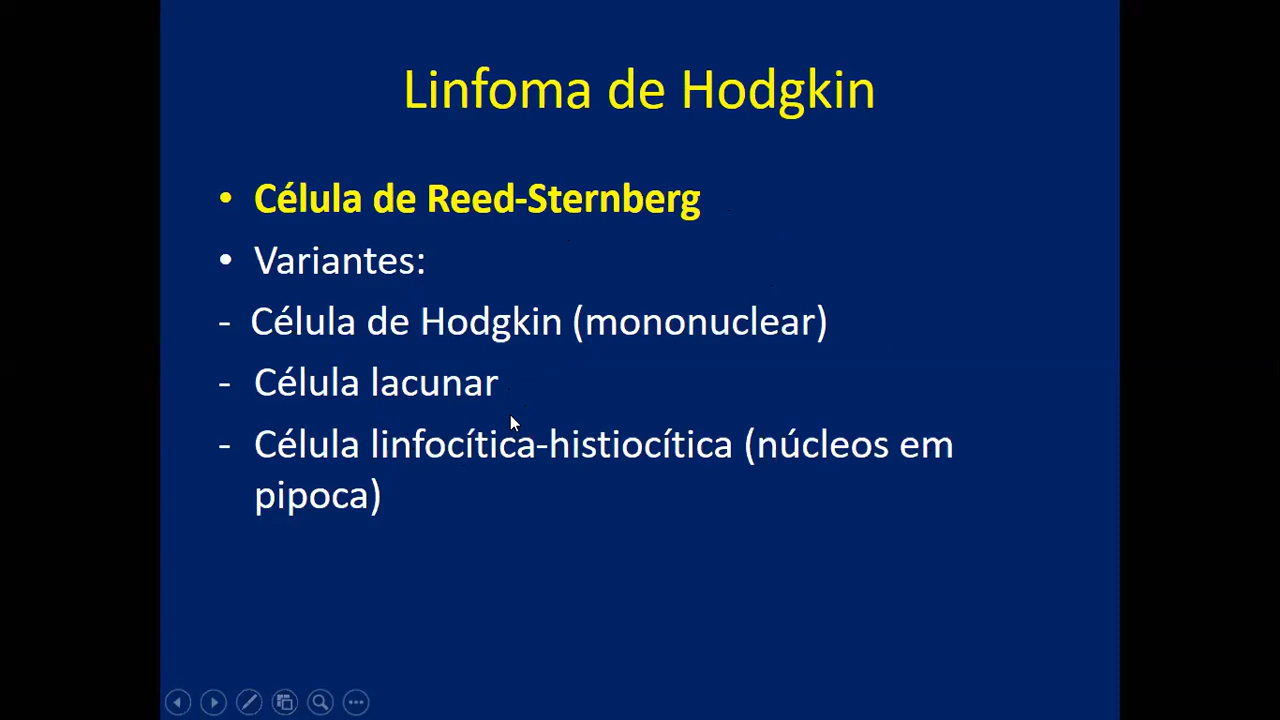 Linfoma de Hodgkin
• Célula de Reed-Sternberg
• Variantes:
- Célula de Hodgkin (mononuclear)
- Célula lacunar
- Célula linfocítica-histiocítica (núcleos em
pipoca)